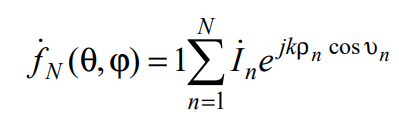 ḟ_N(θ,φ) = 1∑_{n=1}^{N} İ_n e^{jkρ_n cos υ_n}